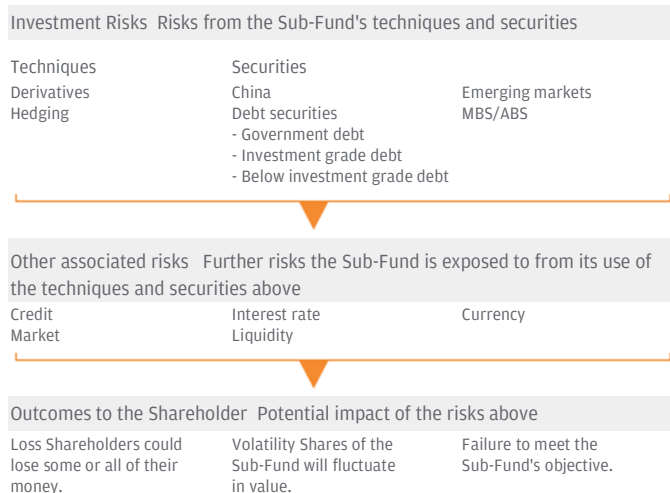 Investment Risks Risks from the Sub-Fund's techniques and securities
Techniques
Derivatives
Hedging
Securities
China
Debt securities
- Government debt
- Investment grade debt
- Below investment grade debt
Emerging markets
MBS/ABS
Other associated risks Further risks the Sub-Fund is exposed to from its use of
the techniques and securities above
Credit
Market
Interest rate
Liquidity
Currency
Outcomes to the Shareholder Potential impact of the risks above
Loss Shareholders could
lose some or all of their
money.
Volatility Shares of the
Sub-Fund will fluctuate
in value.
Failure to meet the
Sub-Fund's objective.